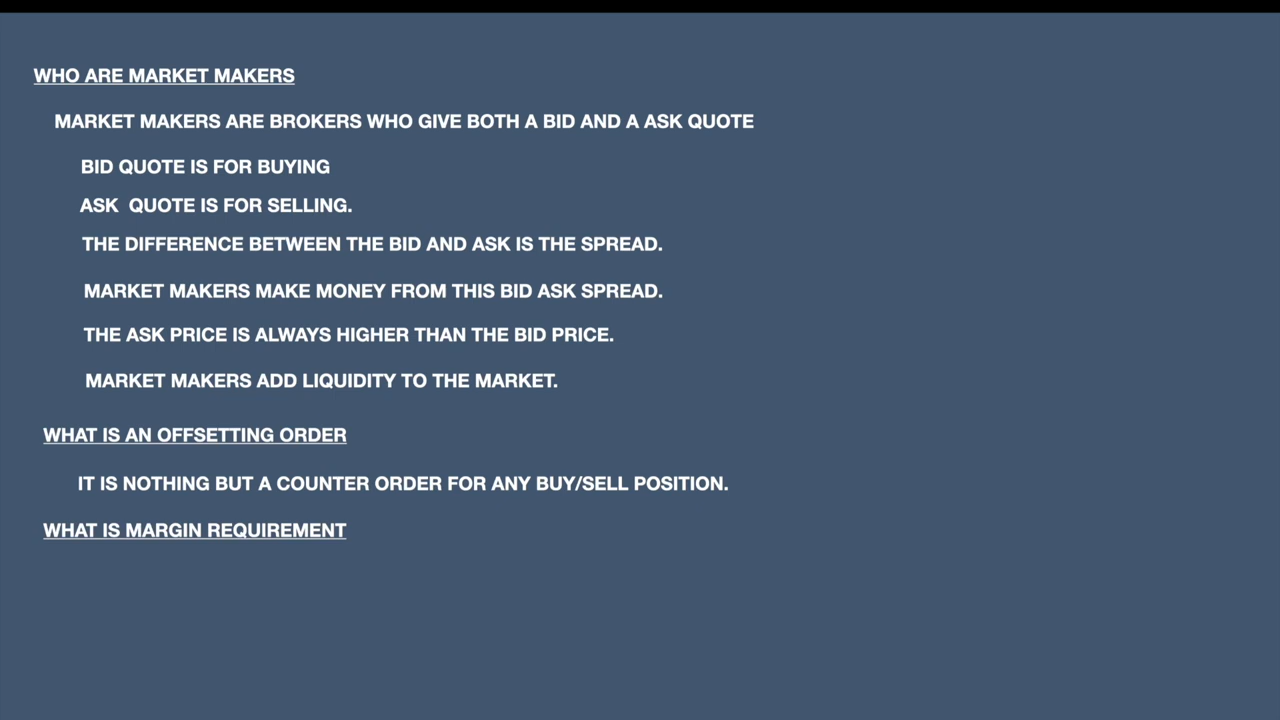 WHO ARE MARKET MAKERS
MARKET MAKERS ARE BROKERS WHO GIVE BOTH A BID AND A ASK QUOTE
BID QUOTE IS FOR BUYING
ASK  QUOTE IS FOR SELLING.
THE DIFFERENCE BETWEEN THE BID AND ASK IS THE SPREAD.
MARKET MAKERS MAKE MONEY FROM THIS BID ASK SPREAD.
THE ASK PRICE IS ALWAYS HIGHER THAN THE BID PRICE.
MARKET MAKERS ADD LIQUIDITY TO THE MARKET.
WHAT IS AN OFFSETTING ORDER
IT IS NOTHING BUT A COUNTER ORDER FOR ANY BUY/SELL POSITION.
WHAT IS MARGIN REQUIREMENT